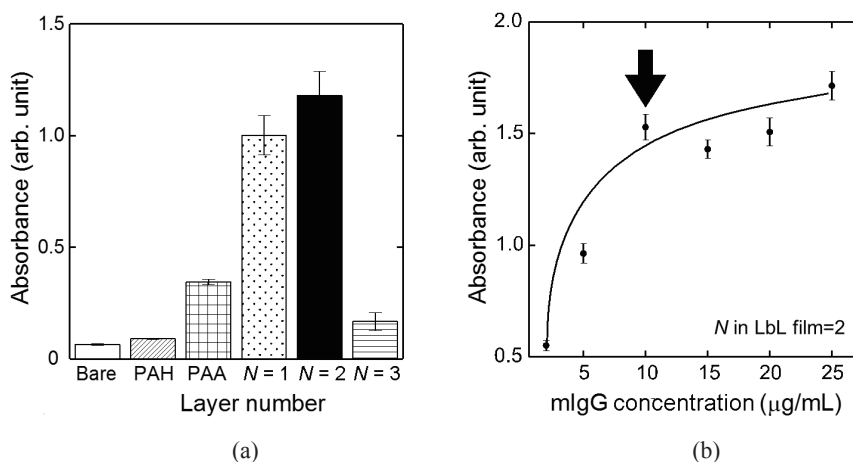 1.5
1.0
0.5
0
Absorbance (arb. unit)
Bare PAH PAA N = 1 N = 2 N = 3
Layer number
(a)
2.0
1.5
1.0
0.5
Absorbance (arb. unit)
N in LbL film=2
5 10 15 20 25
mIgG concentration (μg/mL)
(b)